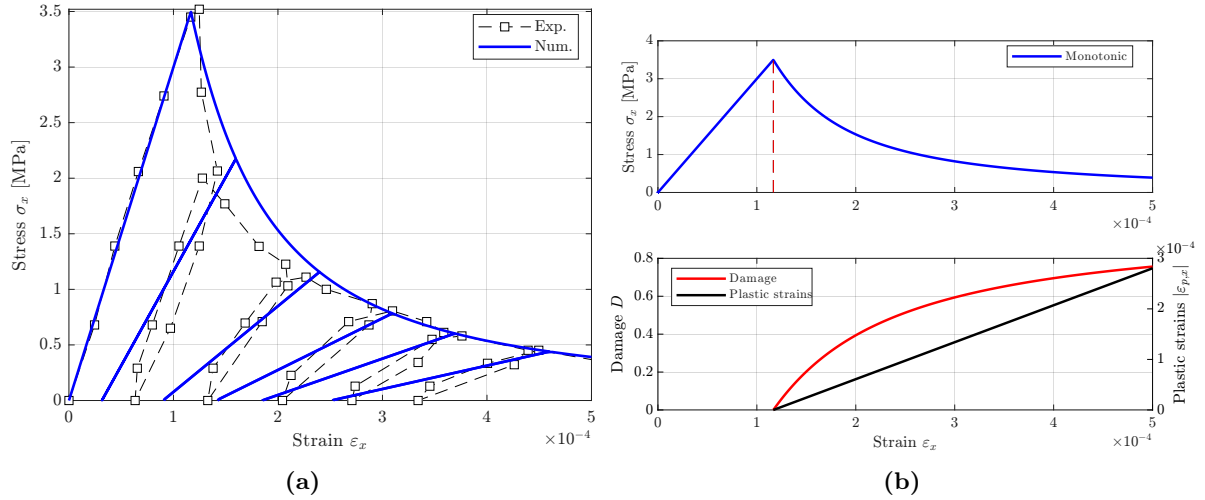 3.5
3
2.5
2
1.5
1
0.5
0
Stress σₓ [MPa]
Exp.
Num.
0 1 2 3 4 5
Strain εₓ
×10⁻⁴
(a)
4
3
2
1
0
Stress σₓ [MPa]
Monotonic
0 1 2 3 4 5
×10⁻⁴
0.8
0.6
0.4
0.2
0
Damage D
Damage
Plastic strains
×10⁻⁴
3
2
1
0
Plastic strains |εₚ,ₓ|
0 1 2 3 4 5
Strain εₓ
×10⁻⁴
(b)